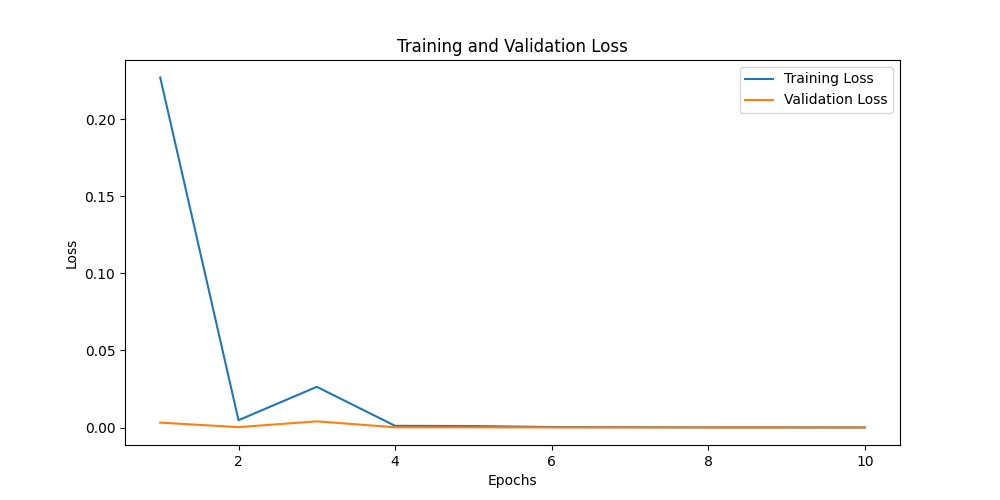 Training and Validation Loss
Training Loss
Validation Loss
0.20
0.15
0.10
0.05
0.00
Loss
2 4 6 8 10
Epochs